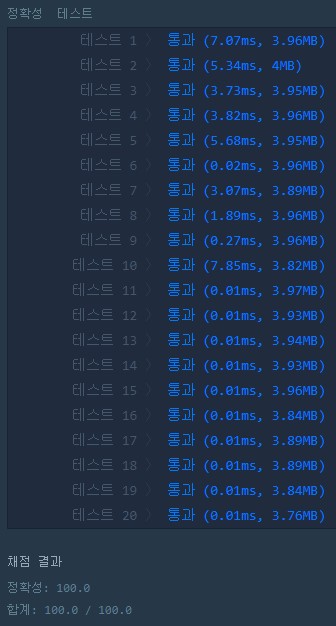 정확성 테스트
테스트 1 〉 통과 (7.07ms, 3.96MB)
테스트 2 〉 통과 (5.34ms, 4MB)
테스트 3 〉 통과 (3.73ms, 3.95MB)
테스트 4 〉 통과 (3.82ms, 3.96MB)
테스트 5 〉 통과 (5.68ms, 3.95MB)
테스트 6 〉 통과 (0.02ms, 3.96MB)
테스트 7 〉 통과 (3.07ms, 3.89MB)
테스트 8 〉 통과 (1.89ms, 3.96MB)
테스트 9 〉 통과 (0.27ms, 3.96MB)
테스트 10 〉 통과 (7.85ms, 3.82MB)
테스트 11 〉 통과 (0.01ms, 3.97MB)
테스트 12 〉 통과 (0.01ms, 3.93MB)
테스트 13 〉 통과 (0.01ms, 3.94MB)
테스트 14 〉 통과 (0.01ms, 3.93MB)
테스트 15 〉 통과 (0.01ms, 3.96MB)
테스트 16 〉 통과 (0.01ms, 3.84MB)
테스트 17 〉 통과 (0.01ms, 3.89MB)
테스트 18 〉 통과 (0.01ms, 3.89MB)
테스트 19 〉 통과 (0.01ms, 3.84MB)
테스트 20 〉 통과 (0.01ms, 3.76MB)
채점 결과
정확성: 100.0
합계: 100.0 / 100.0